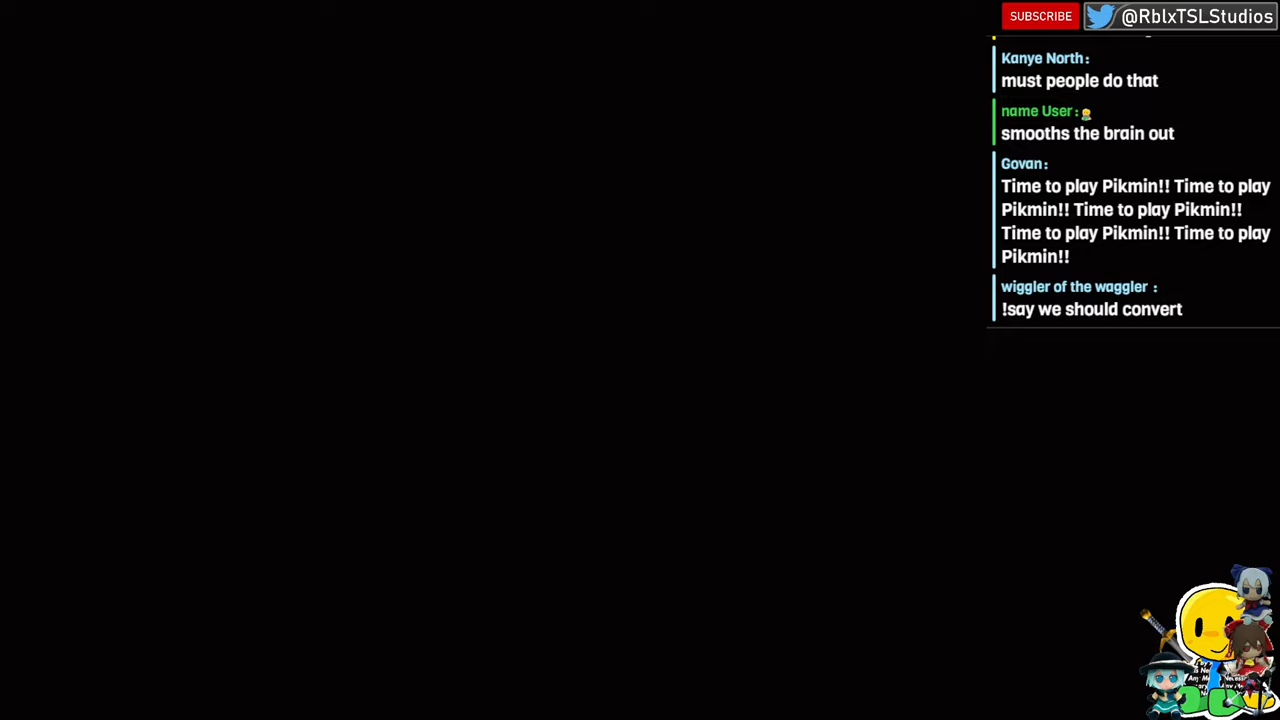 SUBSCRIBE
@RblxTSLStudios
Kanye North:
must people do that
name User:
smooths the brain out
Govan:
Time to play Pikmin!! Time to play
Pikmin!! Time to play Pikmin!!
Time to play Pikmin!! Time to play
Pikmin!!
wiggler of the waggler :
!say we should convert